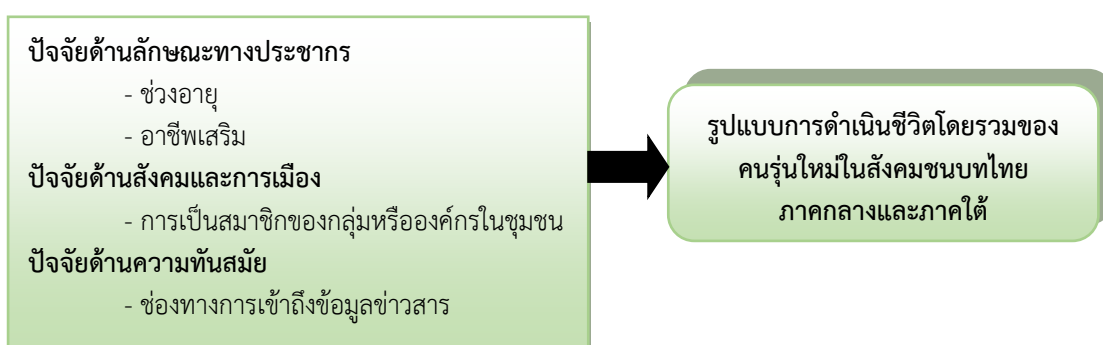 ปัจจัยด้านลักษณะทางประชากร
- ช่วงอายุ
- อาชีพเสริม
ปัจจัยด้านสังคมและการเมือง
- การเป็นสมาชิกของกลุ่มหรือองค์กรในชุมชน
ปัจจัยด้านความทันสมัย
- ช่องทางการเข้าถึงข้อมูลข่าวสาร
รูปแบบการดำเนินชีวิตโดยรวมของ
คนรุ่นใหม่ในสังคมชนบทไทย
ภาคกลางและภาคใต้